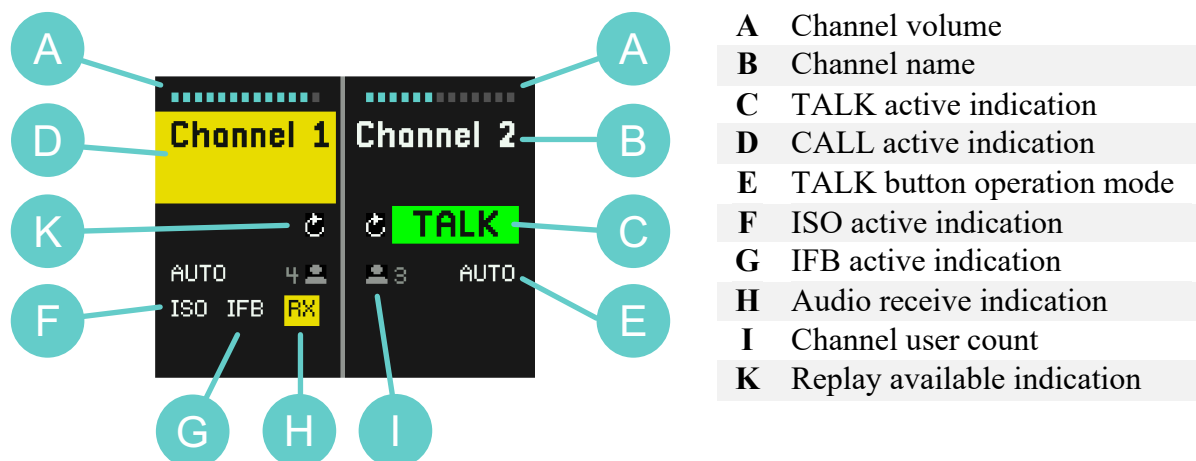 A
A
A Channel volume
B Channel name
C TALK active indication
D CALL active indication
E TALK button operation mode
F ISO active indication
G IFB active indication
H Audio receive indication
I Channel user count
K Replay available indication
D
Channel 1
Channel 2
B
K
TALK
C
AUTO 4
3 AUTO
F
ISO IFB RX
E
G
H
I